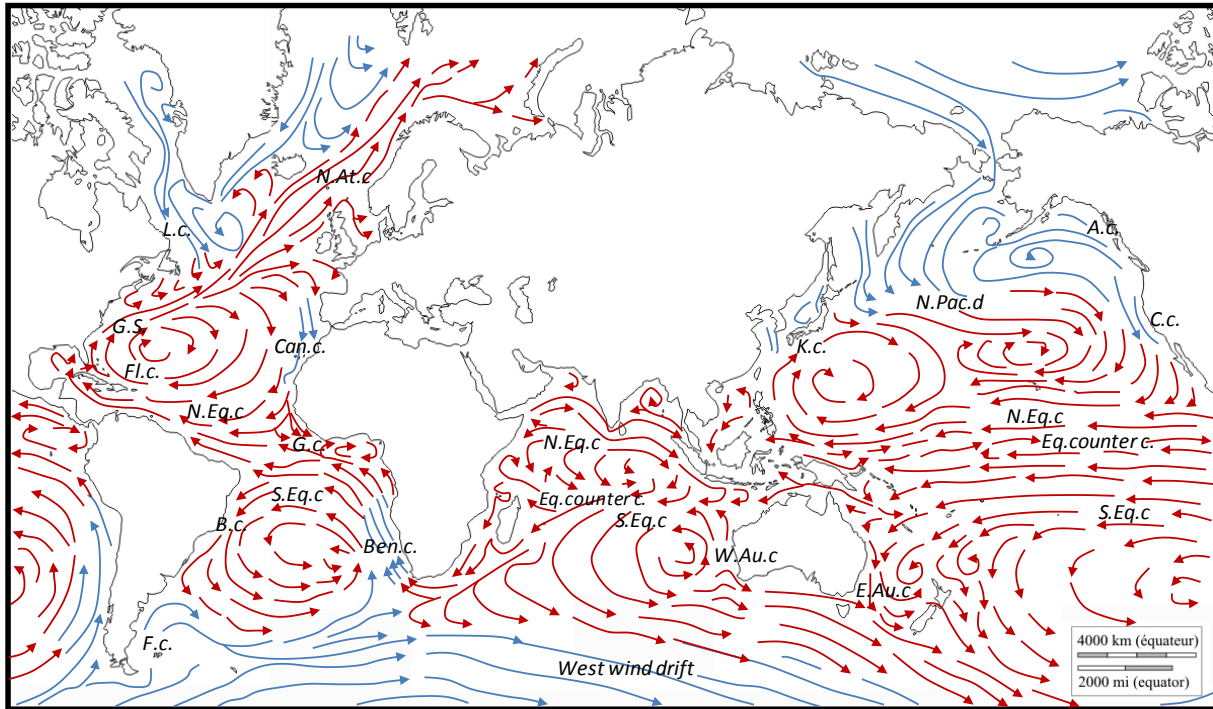 N.At.c
L.c.
A.c.
N.Pac.d
G.S.
C.c.
Can.c.
K.c.
Fl.c.
N.Eq.c
N.Eq.c
G.c.
N.Eq.c
Eq.counter c.
S.Eq.c
Eq.counter c.
S.Eq.c
S.Eq.c
B.c.
Ben.c.
W.Au.c
E.Au.c
F.c.
West wind drift
4000 km (équateur)
2000 mi (equator)